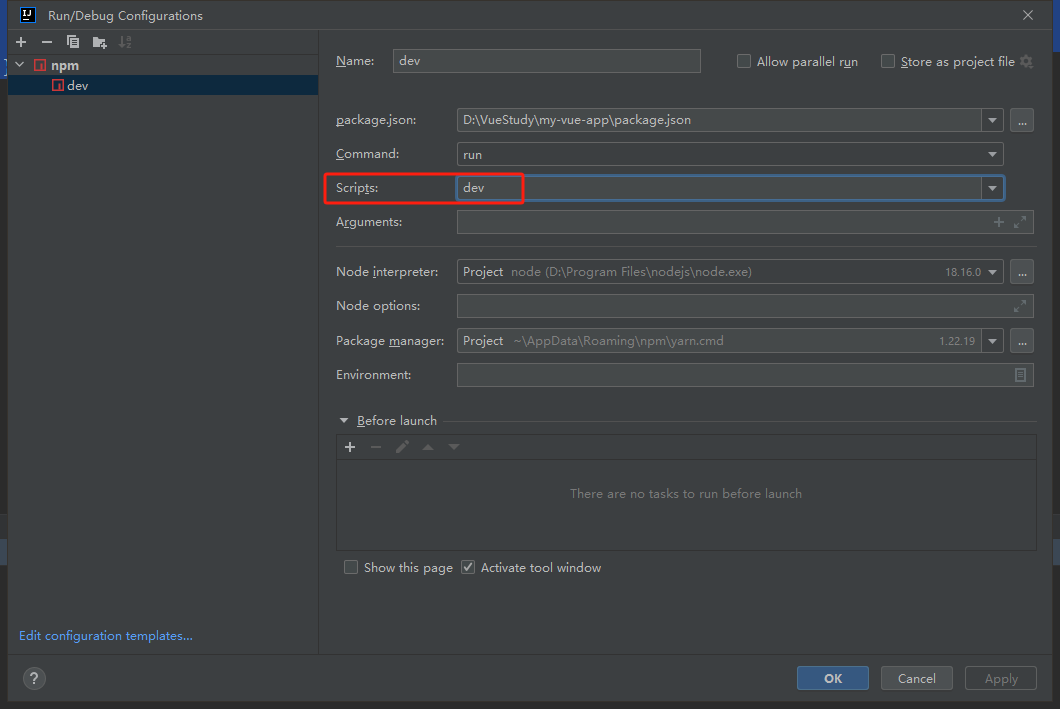 IJ Run/Debug Configurations
npm
dev
Name: dev
Allow parallel run
Store as project file
package.json: D:\VueStudy\my-vue-app\package.json
...
Command: run
Scripts: dev
Arguments:
Node interpreter: Project node (D:\Program Files\nodejs\node.exe) 18.16.0
...
Node options:
Package manager: Project ~\AppData\Roaming\npm\yarn.cmd 1.22.19
...
Environment:
Before launch
There are no tasks to run before launch
Show this page
Activate tool window
Edit configuration templates...
?
OK
Cancel
Apply